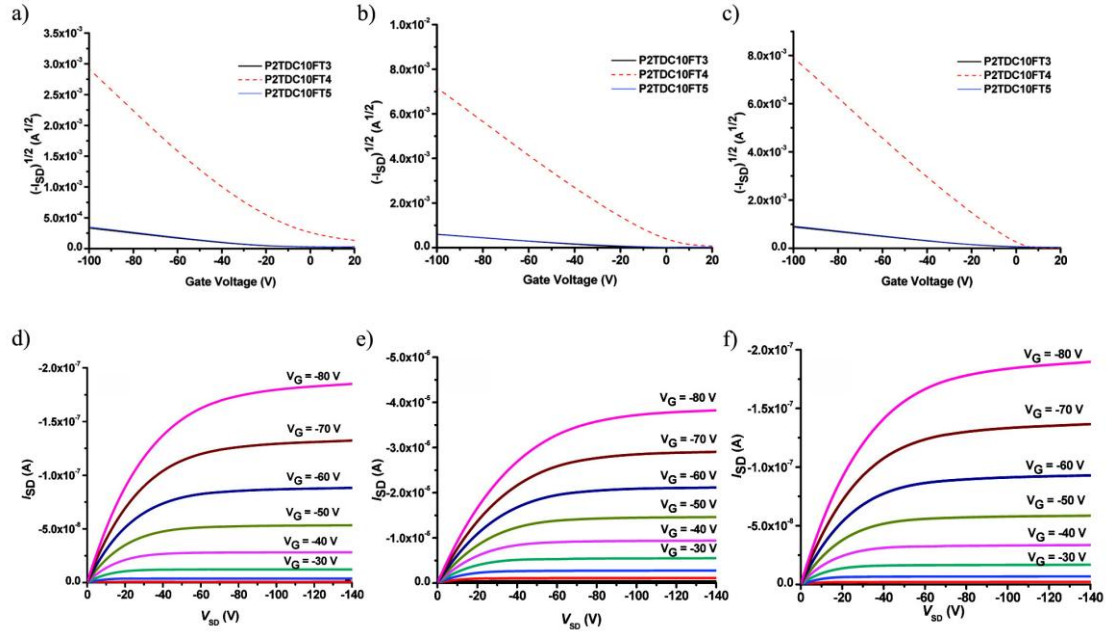 a)
3.5x10⁻³
3.0x10⁻³
2.5x10⁻³
2.0x10⁻³
1.5x10⁻³
1.0x10⁻³
5.0x10⁻⁴
0.0
(-I_SD)^1/2 (A^1/2)
P2TDC10FT3
P2TDC10FT4
P2TDC10FT5
-100 -80 -60 -40 -20 0 20
Gate Voltage (V)
b)
1.0x10⁻²
8.0x10⁻³
6.0x10⁻³
4.0x10⁻³
2.0x10⁻³
0.0
(-I_SD)^1/2 (A^1/2)
P2TDC10FT3
P2TDC10FT4
P2TDC10FT5
-100 -80 -60 -40 -20 0 20
Gate Voltage (V)
c)
8.0x10⁻³
6.0x10⁻³
4.0x10⁻³
2.0x10⁻³
0.0
(-I_SD)^1/2 (A^1/2)
P2TDC10FT3
P2TDC10FT4
P2TDC10FT5
-100 -80 -60 -40 -20 0 20
Gate Voltage (V)
d)
-2.0x10⁻⁷
-1.5x10⁻⁷
-1.0x10⁻⁷
-5.0x10⁻⁸
0.0
I_SD (A)
V_G = -80 V
V_G = -70 V
V_G = -60 V
V_G = -50 V
V_G = -40 V
V_G = -30 V
0 -20 -40 -60 -80 -100 -120 -140
V_SD (V)
e)
-5.0x10⁻⁶
-4.0x10⁻⁶
-3.0x10⁻⁶
-2.0x10⁻⁶
-1.0x10⁻⁶
0.0
I_SD (A)
V_G = -80 V
V_G = -70 V
V_G = -60 V
V_G = -50 V
V_G = -40 V
V_G = -30 V
0 -20 -40 -60 -80 -100 -120 -140
V_SD (V)
f)
-2.0x10⁻⁷
-1.5x10⁻⁷
-1.0x10⁻⁷
-5.0x10⁻⁸
0.0
I_SD (A)
V_G = -80 V
V_G = -70 V
V_G = -60 V
V_G = -50 V
V_G = -40 V
V_G = -30 V
0 -20 -40 -60 -80 -100 -120 -140
V_SD (V)